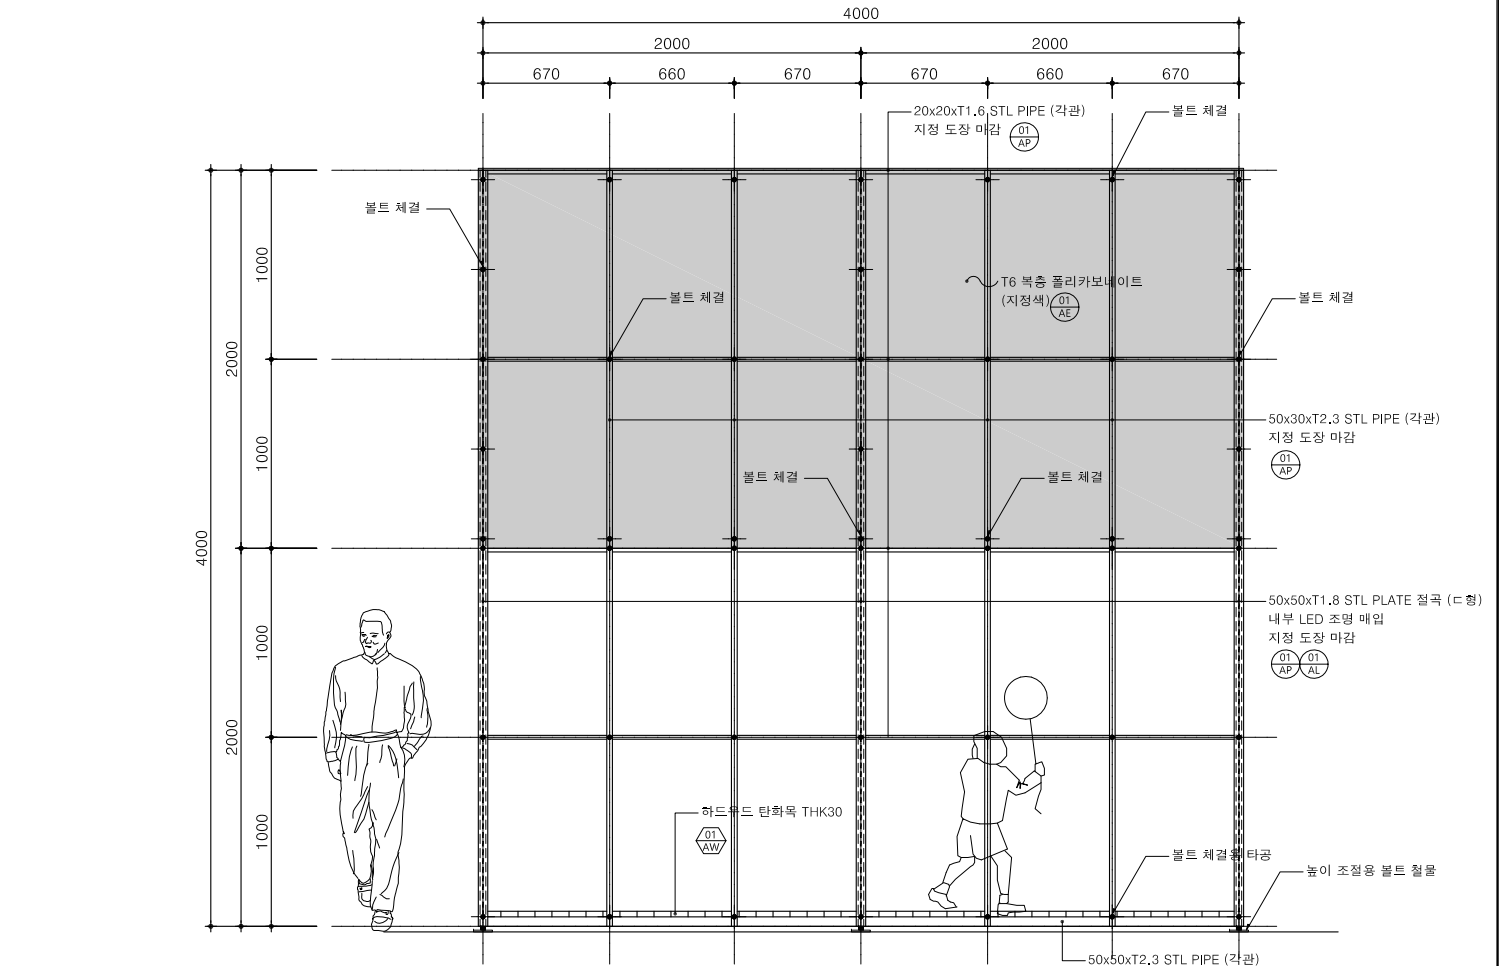 4000
2000
2000
670
660
670
670
660
670
20x20xT1.6 STL PIPE (각관)
지정 도장 마감
01
AP
볼트 체결
볼트 체결
1000
T6 복층 폴리카보네이트
(지정색)
01
AE
볼트 체결
볼트 체결
2000
50x30xT2.3 STL PIPE (각관)
지정 도장 마감
01
AP
1000
볼트 체결
볼트 체결
4000
50x50xT1.8 STL PLATE 절곡 (ㄷ형)
내부 LED 조명 매입
지정 도장 마감
01
AP
01
AL
1000
2000
하드우드 탄화목 THK30
01
AW
1000
볼트 체결용 타공
높이 조절용 볼트 철물
50x50xT2.3 STL PIPE (각관)